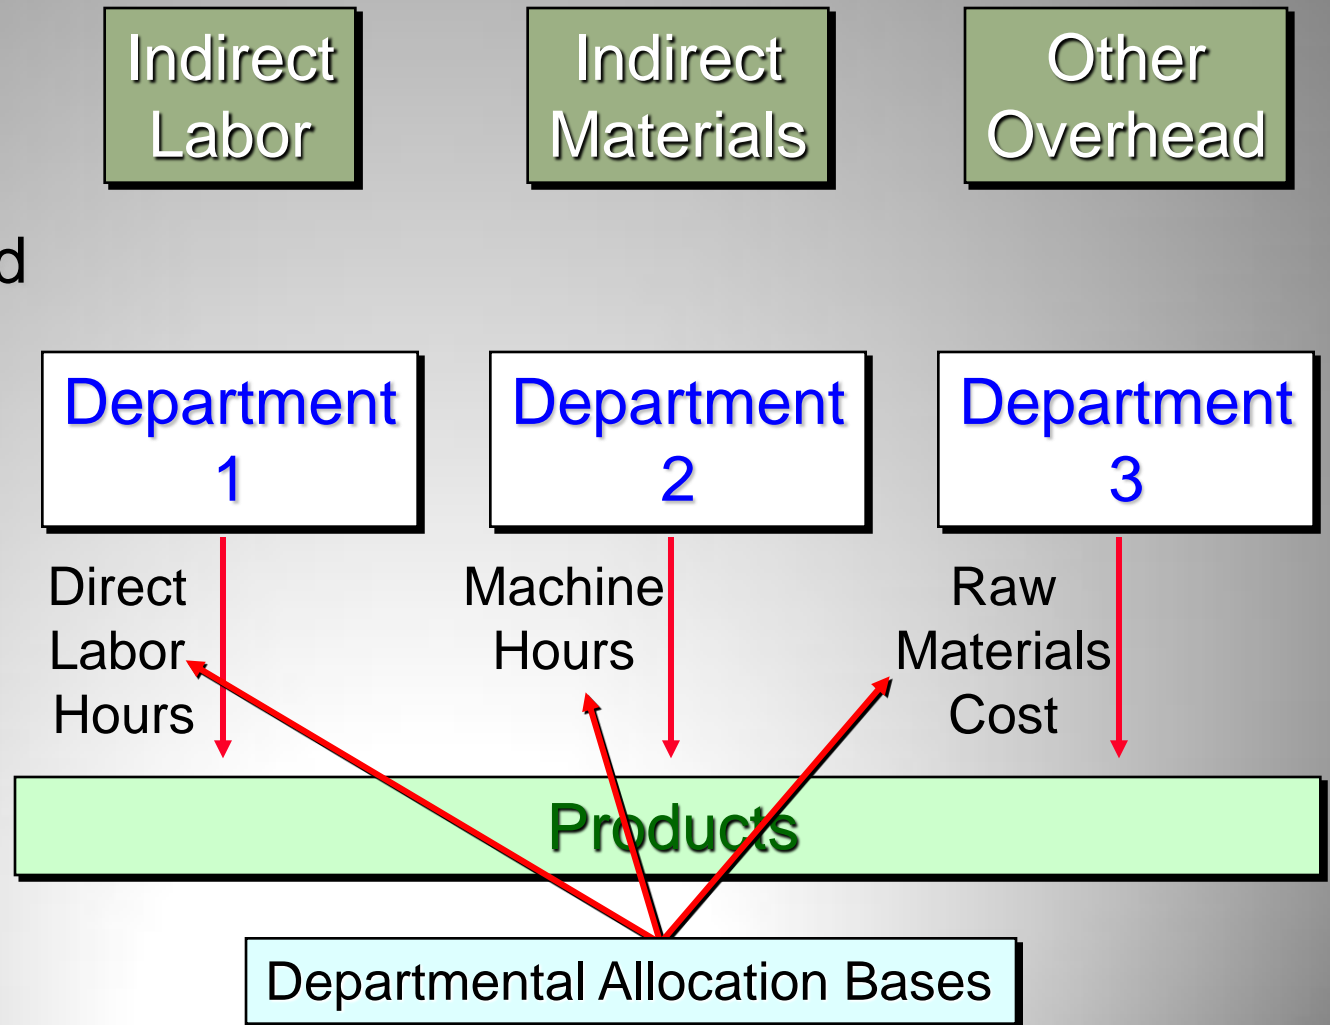 Indirect
Labor
Indirect
Materials
Other
Overhead
d
Department
1
Department
2
Department
3
Direct
Labor
Hours
Machine
Hours
Raw
Materials
Cost
Products
Departmental Allocation Bases